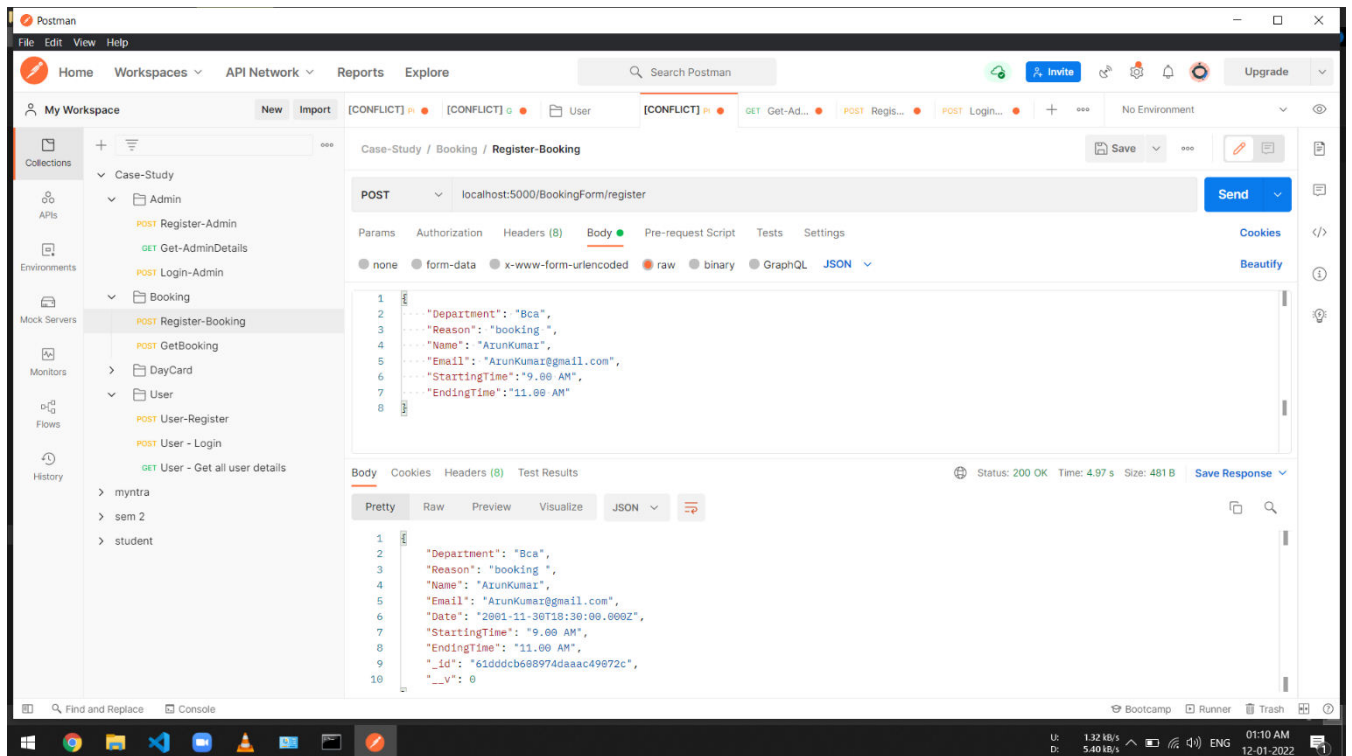 Postman
File Edit View Help
Home Workspaces API Network Reports Explore Search Postman Invite Upgrade
My Workspace New Import [CONFLICT] [CONFLICT] G User [CONFLICT] GET Get-Ad... POST Regis... POST Login... No Environment
Collections
APIs
Environments
Mock Servers
Monitors
Flows
History
Case-Study
Admin
POST Register-Admin
GET Get-AdminDetails
POST Login-Admin
Booking
POST Register-Booking
POST GetBooking
DayCard
User
POST User-Register
POST User - Login
GET User - Get all user details
myntra
sem 2
student
Case-Study / Booking / Register-Booking Save
POST localhost:5000/BookingForm/register Send
Params Authorization Headers (8) Body Pre-request Script Tests Settings Cookies
none form-data x-www-form-urlencoded raw binary GraphQL JSON Beautify
1 {
2 "Department": "Bca",
3 "Reason": "booking ",
4 "Name": "ArunKumar",
5 "Email": "ArunKumar@gmail.com",
6 "StartingTime":"9.00 AM",
7 "EndingTime":"11.00 AM"
8 }
Body Cookies Headers (8) Test Results Status: 200 OK Time: 4.97 s Size: 481 B Save Response
Pretty Raw Preview Visualize JSON
1 {
2 "Department": "Bca",
3 "Reason": "booking ",
4 "Name": "ArunKumar",
5 "Email": "ArunKumar@gmail.com",
6 "Date": "2001-11-30T18:30:00.000Z",
7 "StartingTime": "9.00 AM",
8 "EndingTime": "11.00 AM",
9 "_id": "61dddcb608974daaac49072c",
10 "__v": 0
Find and Replace Console Bootcamp Runner Trash
U: 1.32 kB/s
D: 5.40 kB/s
ENG
01:10 AM
12-01-2022